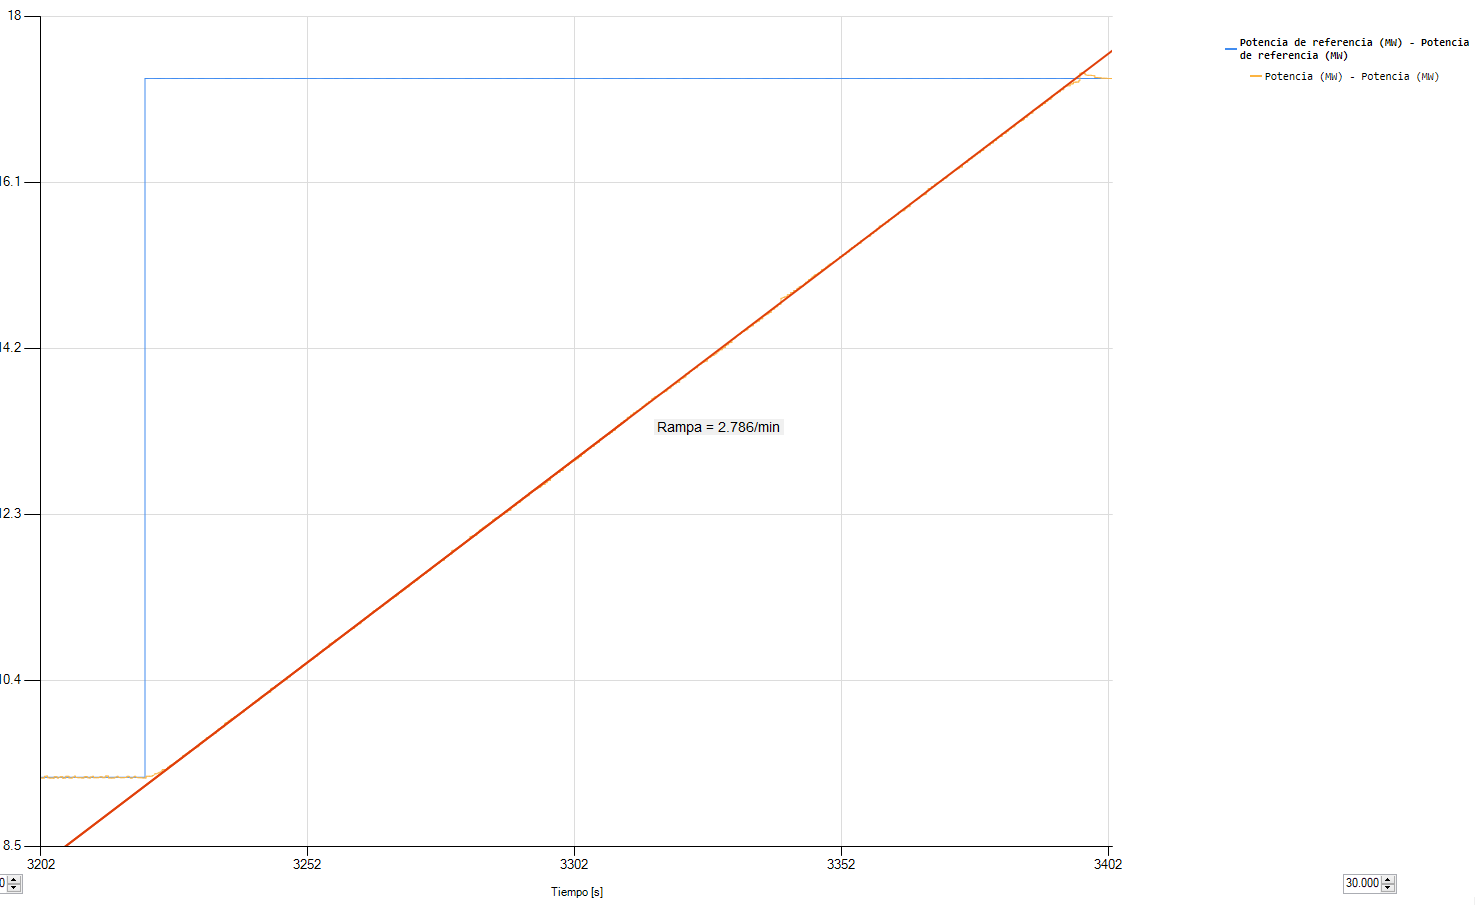 18
16.1
14.2
12.3
10.4
8.5
3202
3252
3302
3352
3402
Tiempo [s]
Rampa = 2.786/min
Potencia de referencia (MW) - Potencia
de referencia (MW)
Potencia (MW) - Potencia (MW)
0
30.000